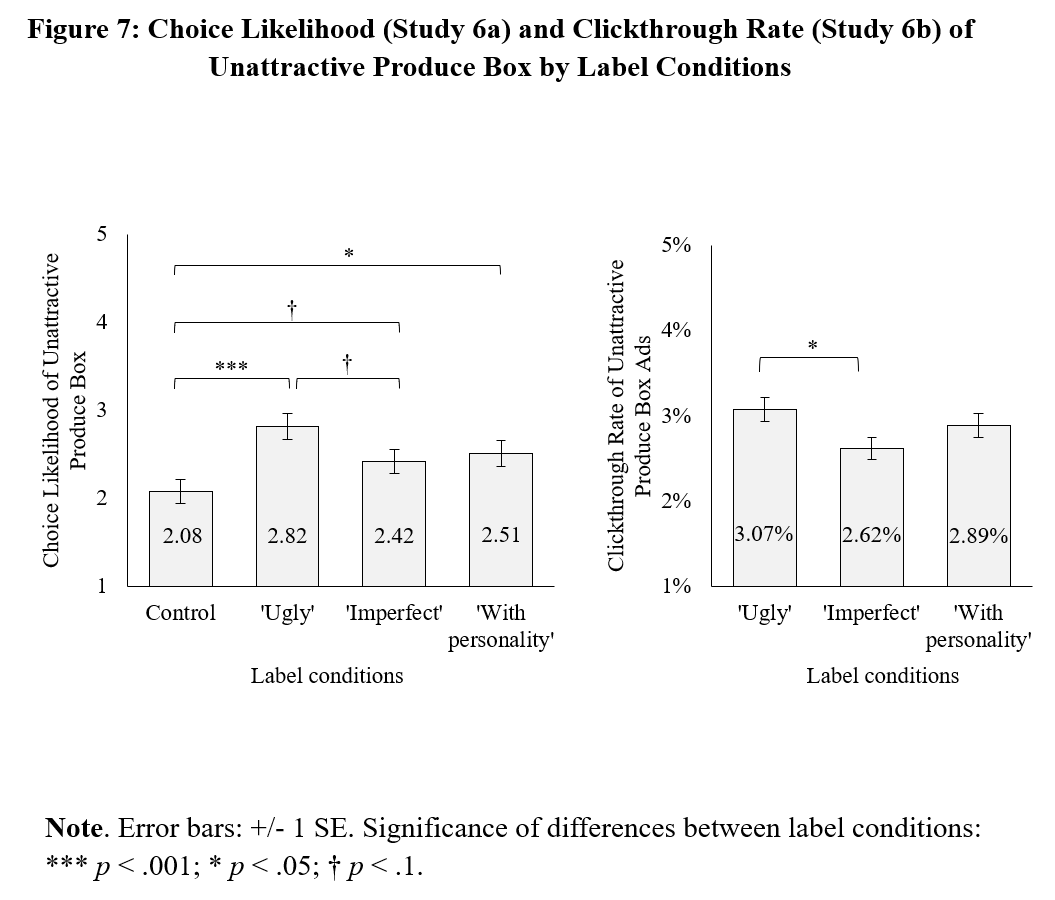 Figure 7: Choice Likelihood (Study 6a) and Clickthrough Rate (Study 6b) of
Unattractive Produce Box by Label Conditions
Choice Likelihood of Unattractive
Produce Box
5
4
3
2
1
*
†
***
†
2.08
2.82
2.42
2.51
Control
'Ugly'
'Imperfect'
'With
personality'
Label conditions
Clickthrough Rate of Unattractive
Produce Box Ads
5%
4%
3%
2%
1%
*
3.07%
2.62%
2.89%
'Ugly'
'Imperfect'
'With
personality'
Label conditions
Note. Error bars: +/- 1 SE. Significance of differences between label conditions:
*** p < .001; * p < .05; † p < .1.